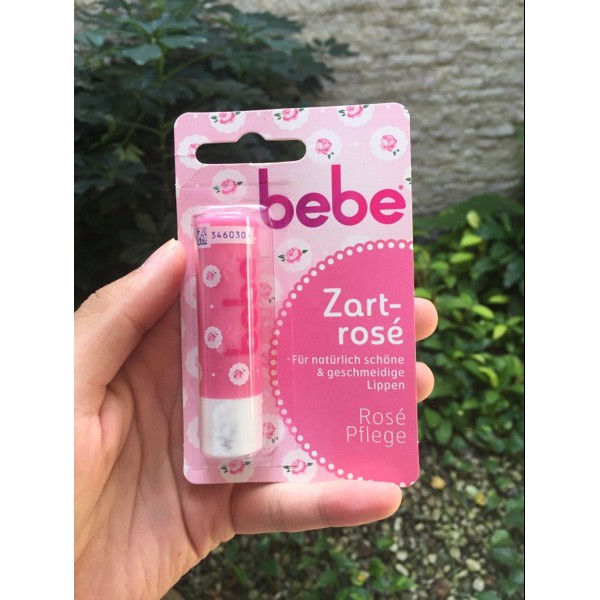 bebe®
346030
Zart-
rosé
Für natürlich schöne
& geschmeidige
Lippen
Rosé
Pflege